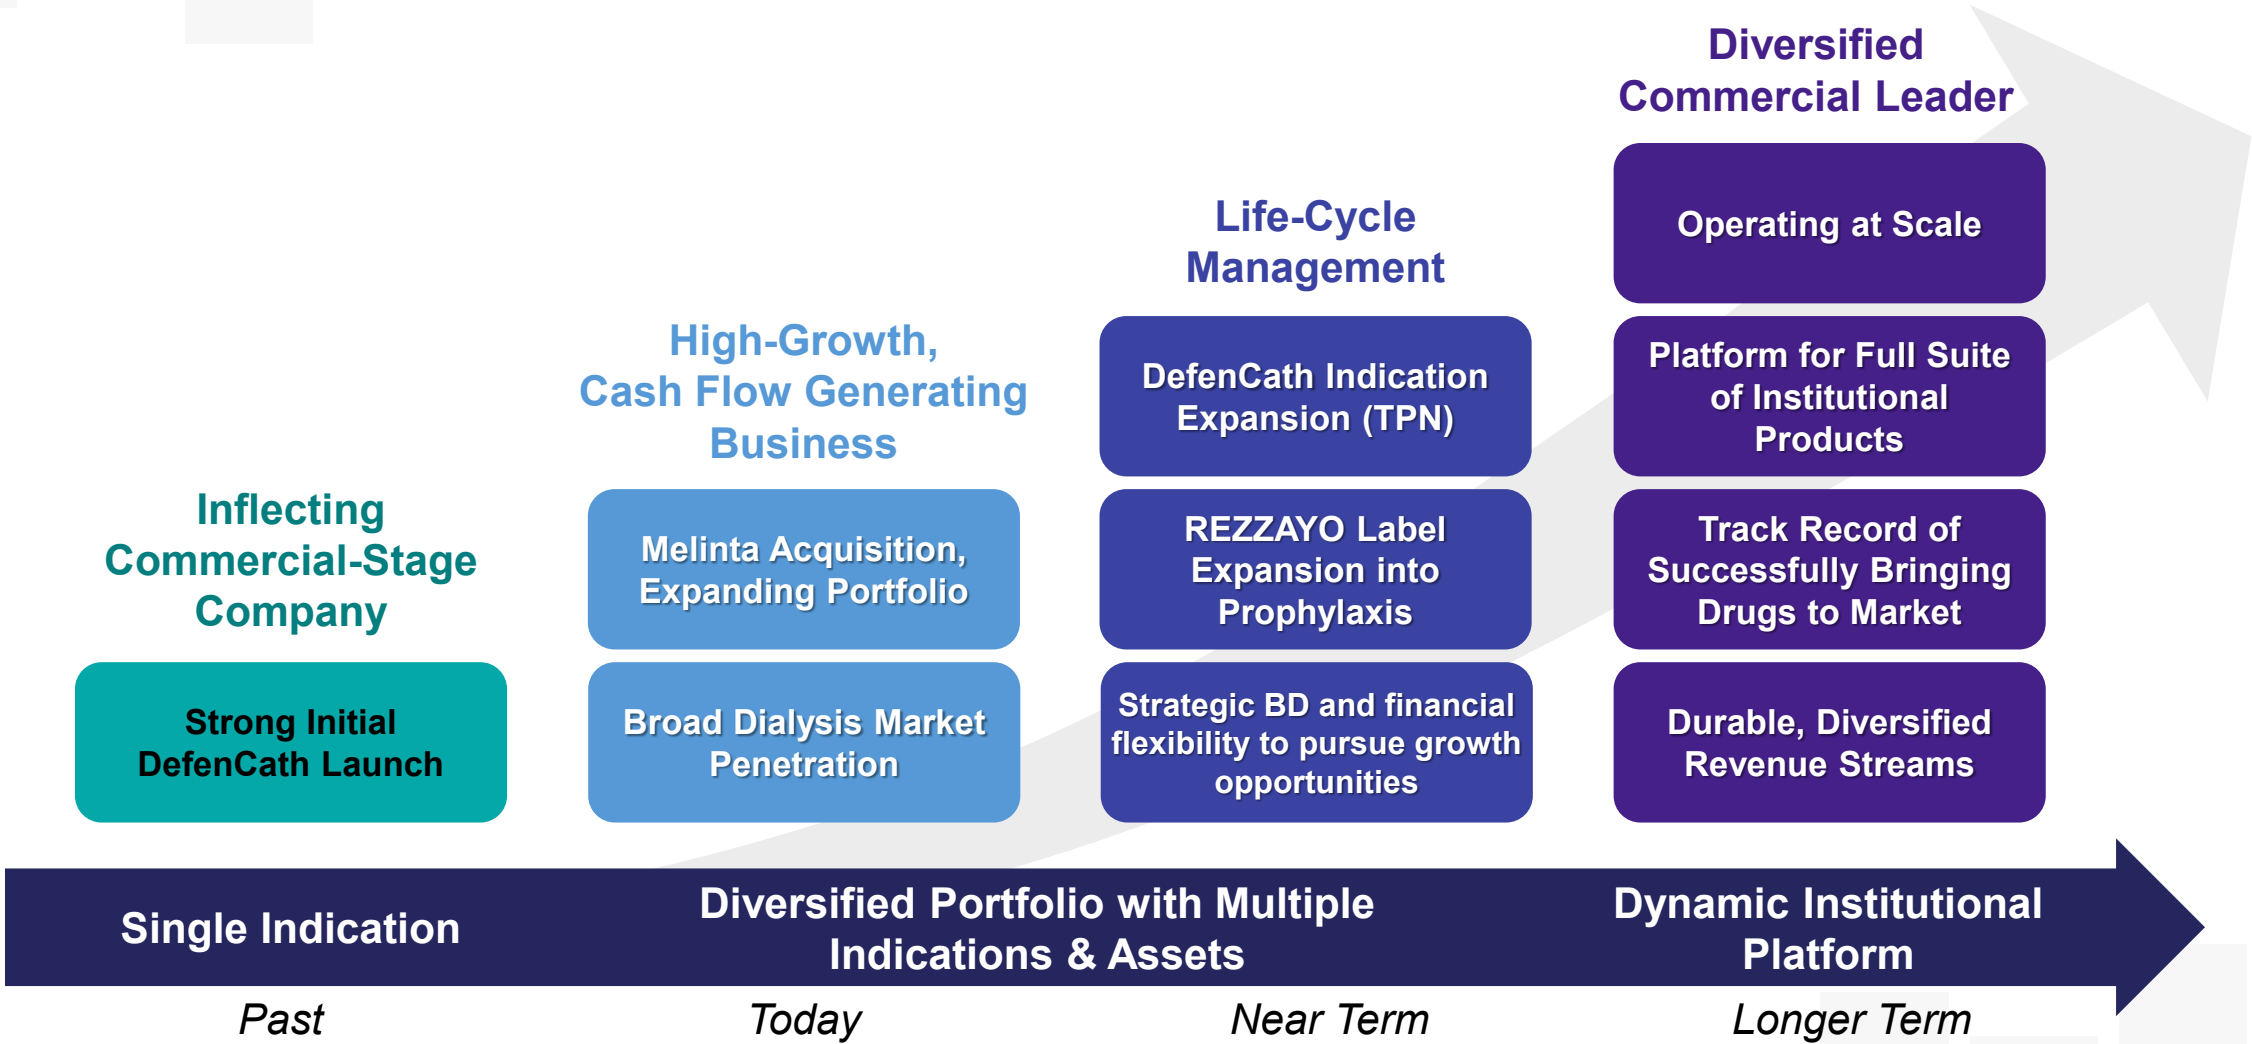 Inflecting
Commercial-Stage
Company
Strong Initial
DefenCath Launch
High-Growth,
Cash Flow Generating
Business
Melinta Acquisition,
Expanding Portfolio
Broad Dialysis Market
Penetration
Life-Cycle
Management
DefenCath Indication
Expansion (TPN)
REZZAYO Label
Expansion into
Prophylaxis
Strategic BD and financial
flexibility to pursue growth
opportunities
Diversified
Commercial Leader
Operating at Scale
Platform for Full Suite
of Institutional
Products
Track Record of
Successfully Bringing
Drugs to Market
Durable, Diversified
Revenue Streams
Single Indication
Diversified Portfolio with Multiple
Indications & Assets
Dynamic Institutional
Platform
Past
Today
Near Term
Longer Term